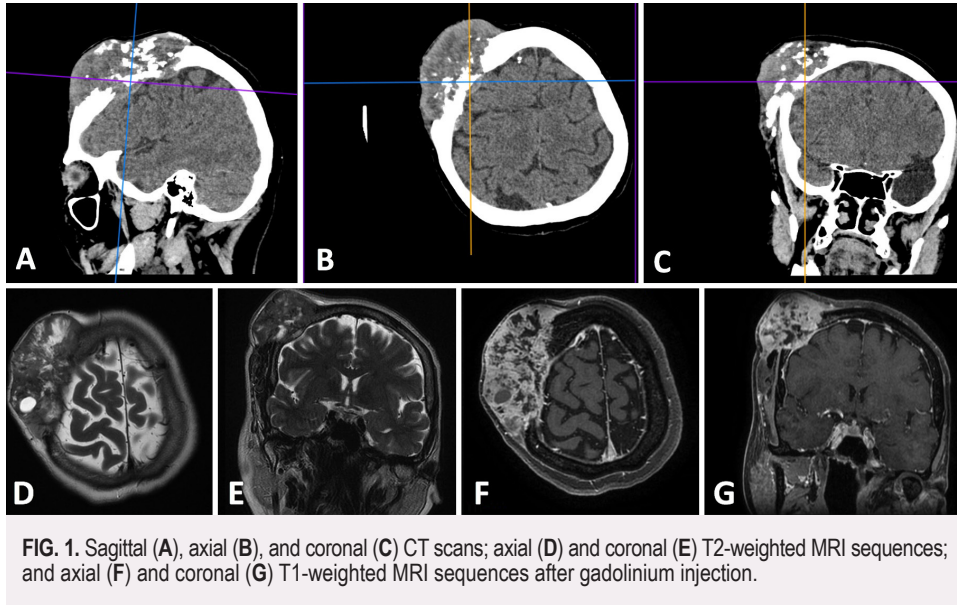 A
B
C
D
E
F
G
FIG. 1. Sagittal (A), axial (B), and coronal (C) CT scans; axial (D) and coronal (E) T2-weighted MRI sequences;
and axial (F) and coronal (G) T1-weighted MRI sequences after gadolinium injection.